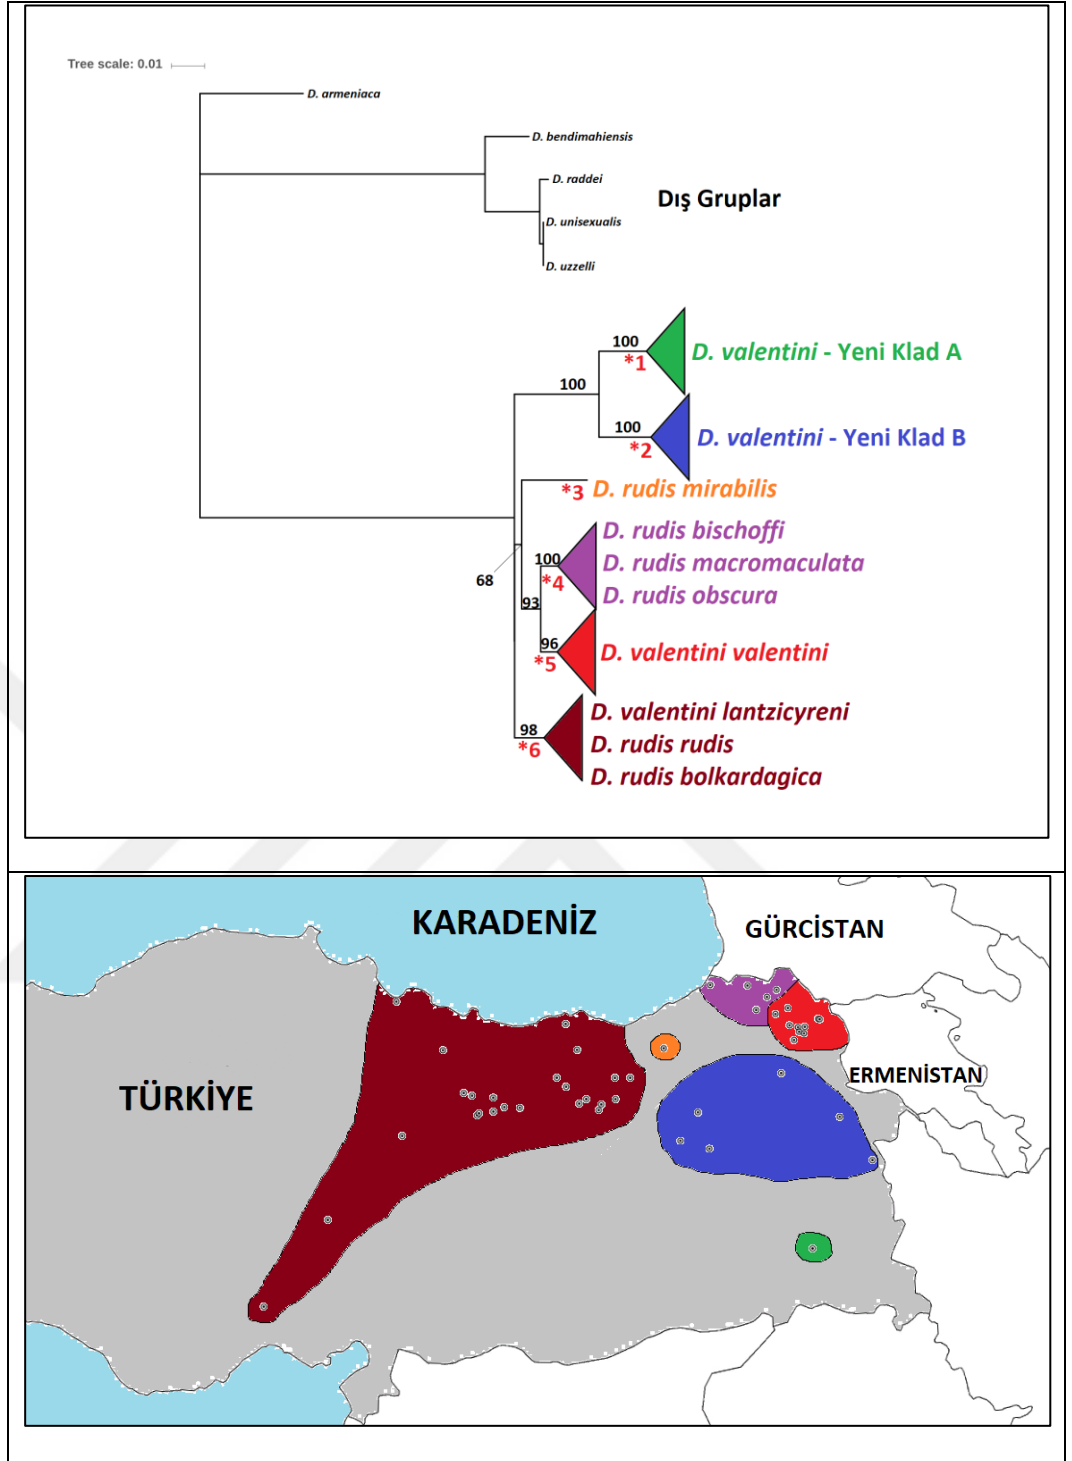 Tree scale: 0.01
D. armeniaca
D. bendimahiensis
D. raddei
Dış Gruplar
D. unisexualis
D. uzzelli
100
*1
D. valentini - Yeni Klad A
100
100
*2
D. valentini - Yeni Klad B
*3
D. rudis mirabilis
D. rudis bischoffi
100
D. rudis macromaculata
68
*4
D. rudis obscura
93
96
*5
D. valentini valentini
D. valentini lantzicyreni
98
*6
D. rudis rudis
D. rudis bolkardagica
KARADENİZ
GÜRCİSTAN
ERMENİSTAN
TÜRKİYE